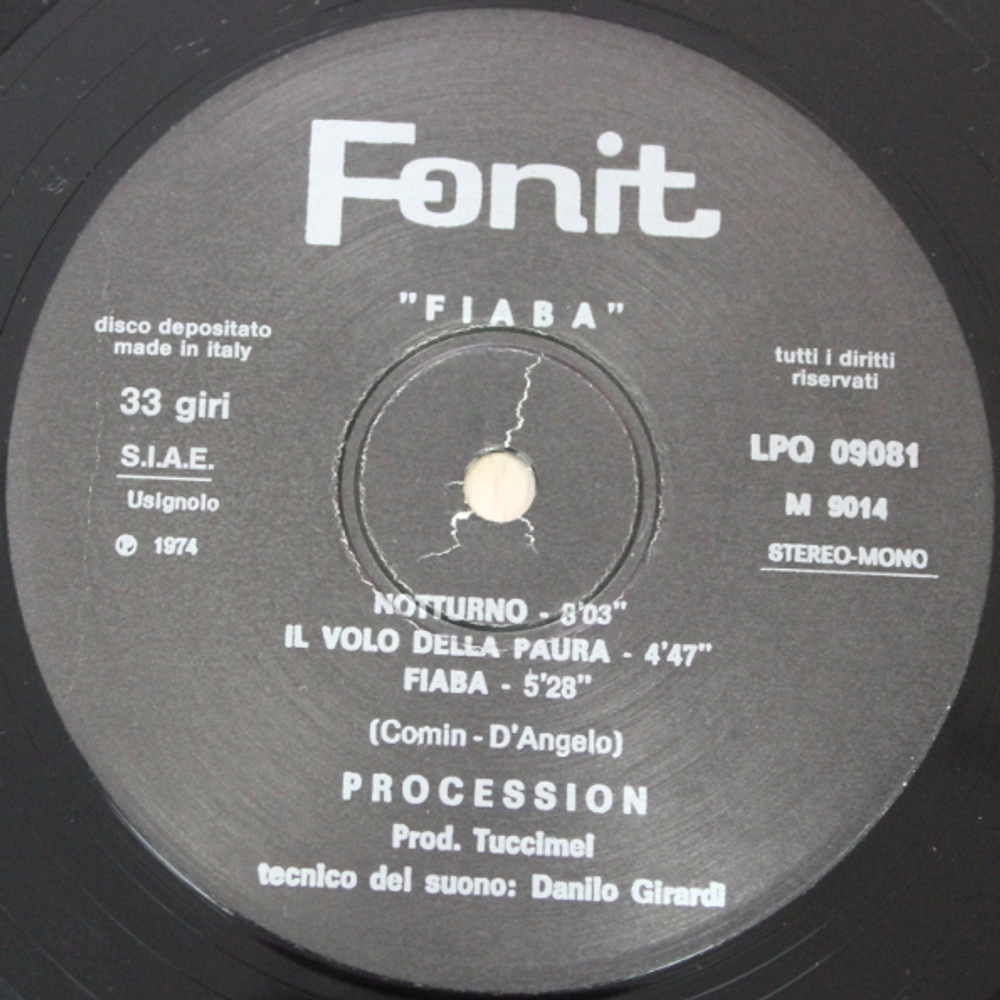 Fonit
"FIABA"
disco depositato
made in italy
33 giri
S.I.A.E.
Usignolo
℗ 1974
tutti i diritti
riservati
LPQ 09081
M 9014
STEREO-MONO
NOTTURNO - 8'03"
IL VOLO DELLA PAURA - 4'47"
FIABA - 5'28"
(Comin - D'Angelo)
PROCESSION
Prod. Tuccimei
tecnico del suono: Danilo Girardi